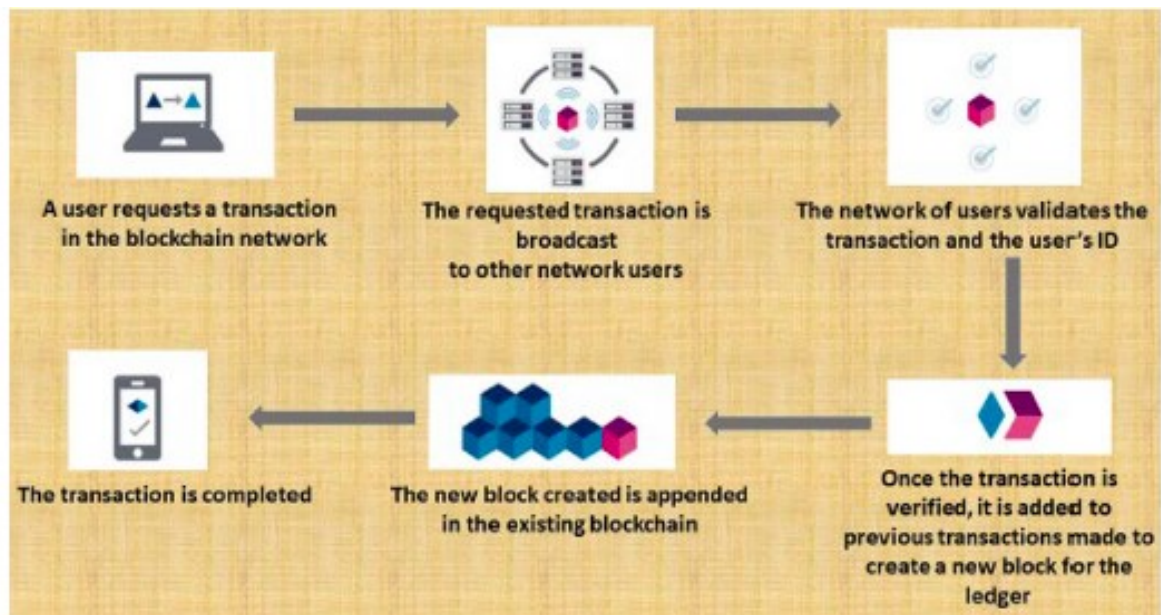 A user requests a transaction
in the blockchain network
The requested transaction is
broadcast
to other network users
The network of users validates the
transaction and the user's ID
Once the transaction is
verified, it is added to
previous transactions made to
create a new block for the
ledger
The new block created is appended
in the existing blockchain
The transaction is completed